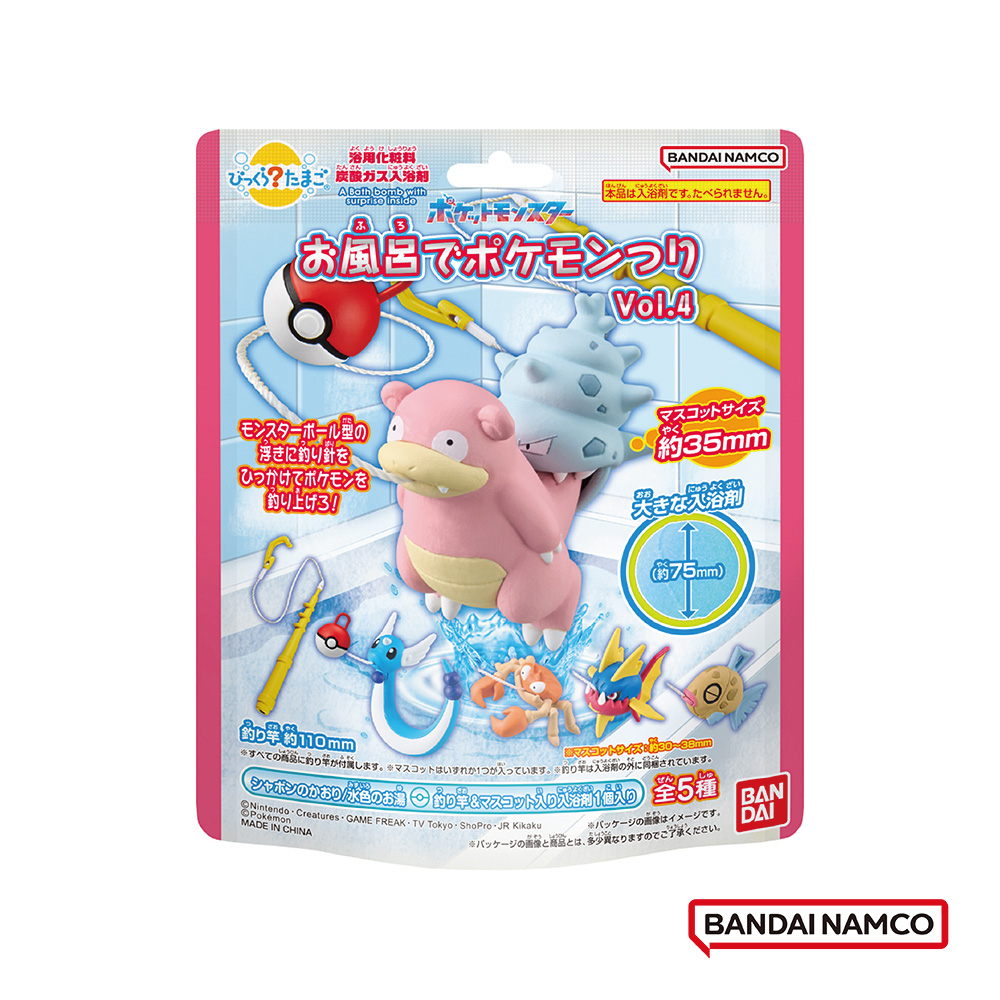 びっくら?たまご®
浴用化粧料
炭酸ガス入浴剤
A Bath bomb with
surprise inside
BANDAI NAMCO
本品は入浴剤です。たべられません。
ポケットモンスター
お風呂でポケモンつり
Vol.4
モンスターボール型の
浮きに釣り針を
ひっかけてポケモンを
釣り上げろ!
マスコットサイズ
約35mm
大きな入浴剤
(約75mm)
釣り竿 約110mm
※マスコットサイズ:約30~38mm
※すべての商品に釣り竿が付属します。 ※マスコットはいずれか1つが入っています。 ※釣り竿は入浴剤の外に同梱されています。
シャボンのかおり/水色のお湯 釣り竿&マスコット入り入浴剤1個入り 全5種
BAN
DAI
©Nintendo・Creatures・GAME FREAK・TV Tokyo・ShoPro・JR Kikaku
©Pokémon
MADE IN CHINA
※パッケージの画像はイメージです。
※パッケージの画像と商品とは、多少異なりますのでご了承ください。
BANDAI NAMCO